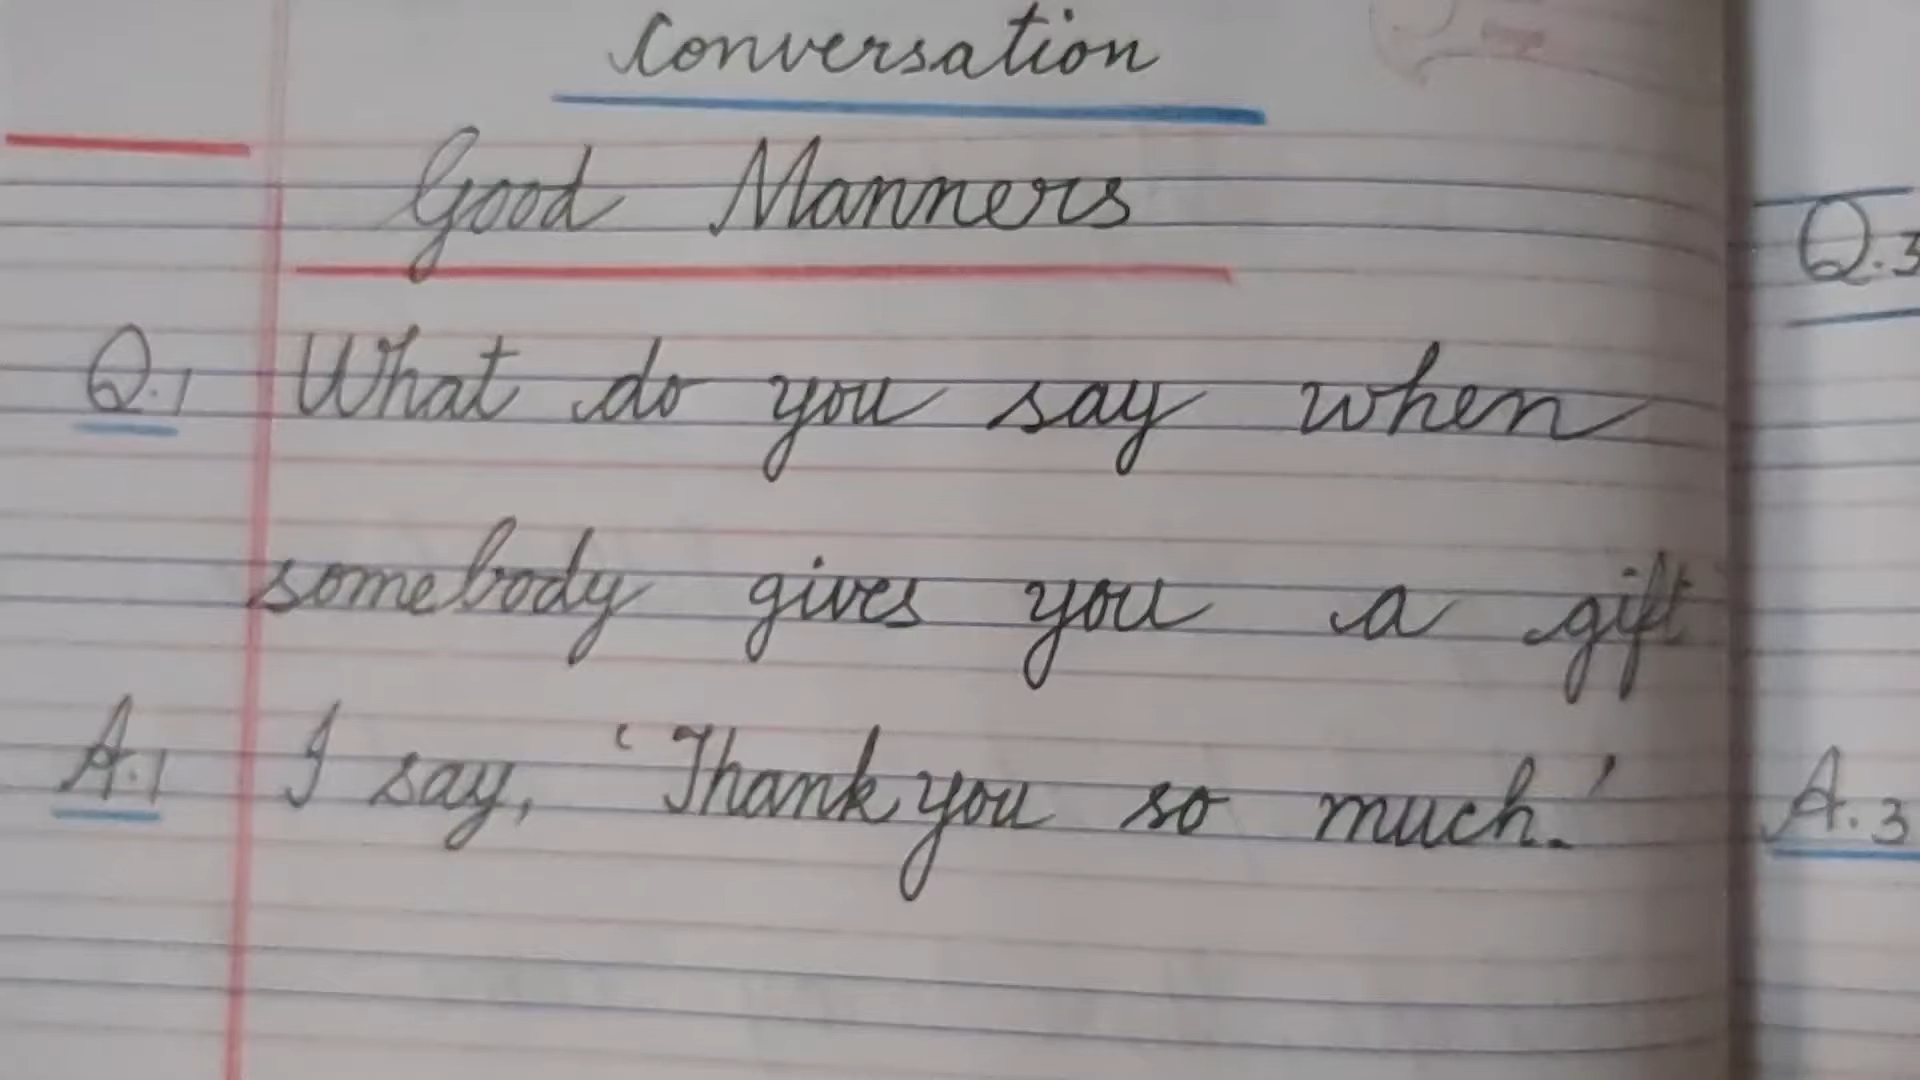 Conversation
Good Manners
Q.1 What do you say when
somebody gives you a gift
A.1 I say, 'Thank you so much.'
Q.3
A.3